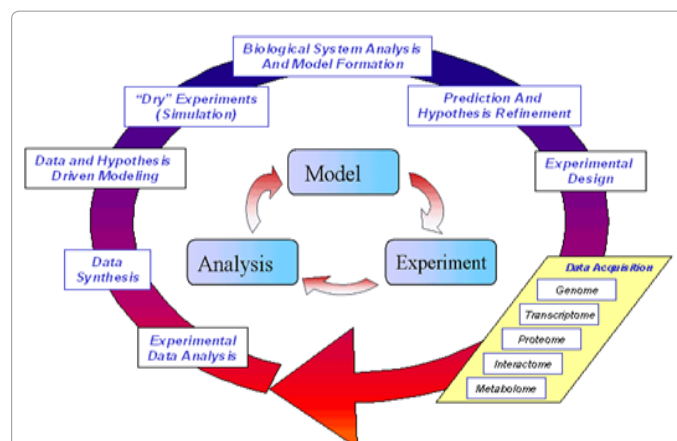 Biological System Analysis
And Model Formation
“Dry” Experiments
(Simulation)
Prediction And
Hypothesis Refinement
Data and Hypothesis
Driven Modeling
Experimental
Design
Model
Analysis
Experiment
Data
Synthesis
Data Acquisition
Genome
Transcriptome
Proteome
Interactome
Metabolome
Experimental
Data Analysis